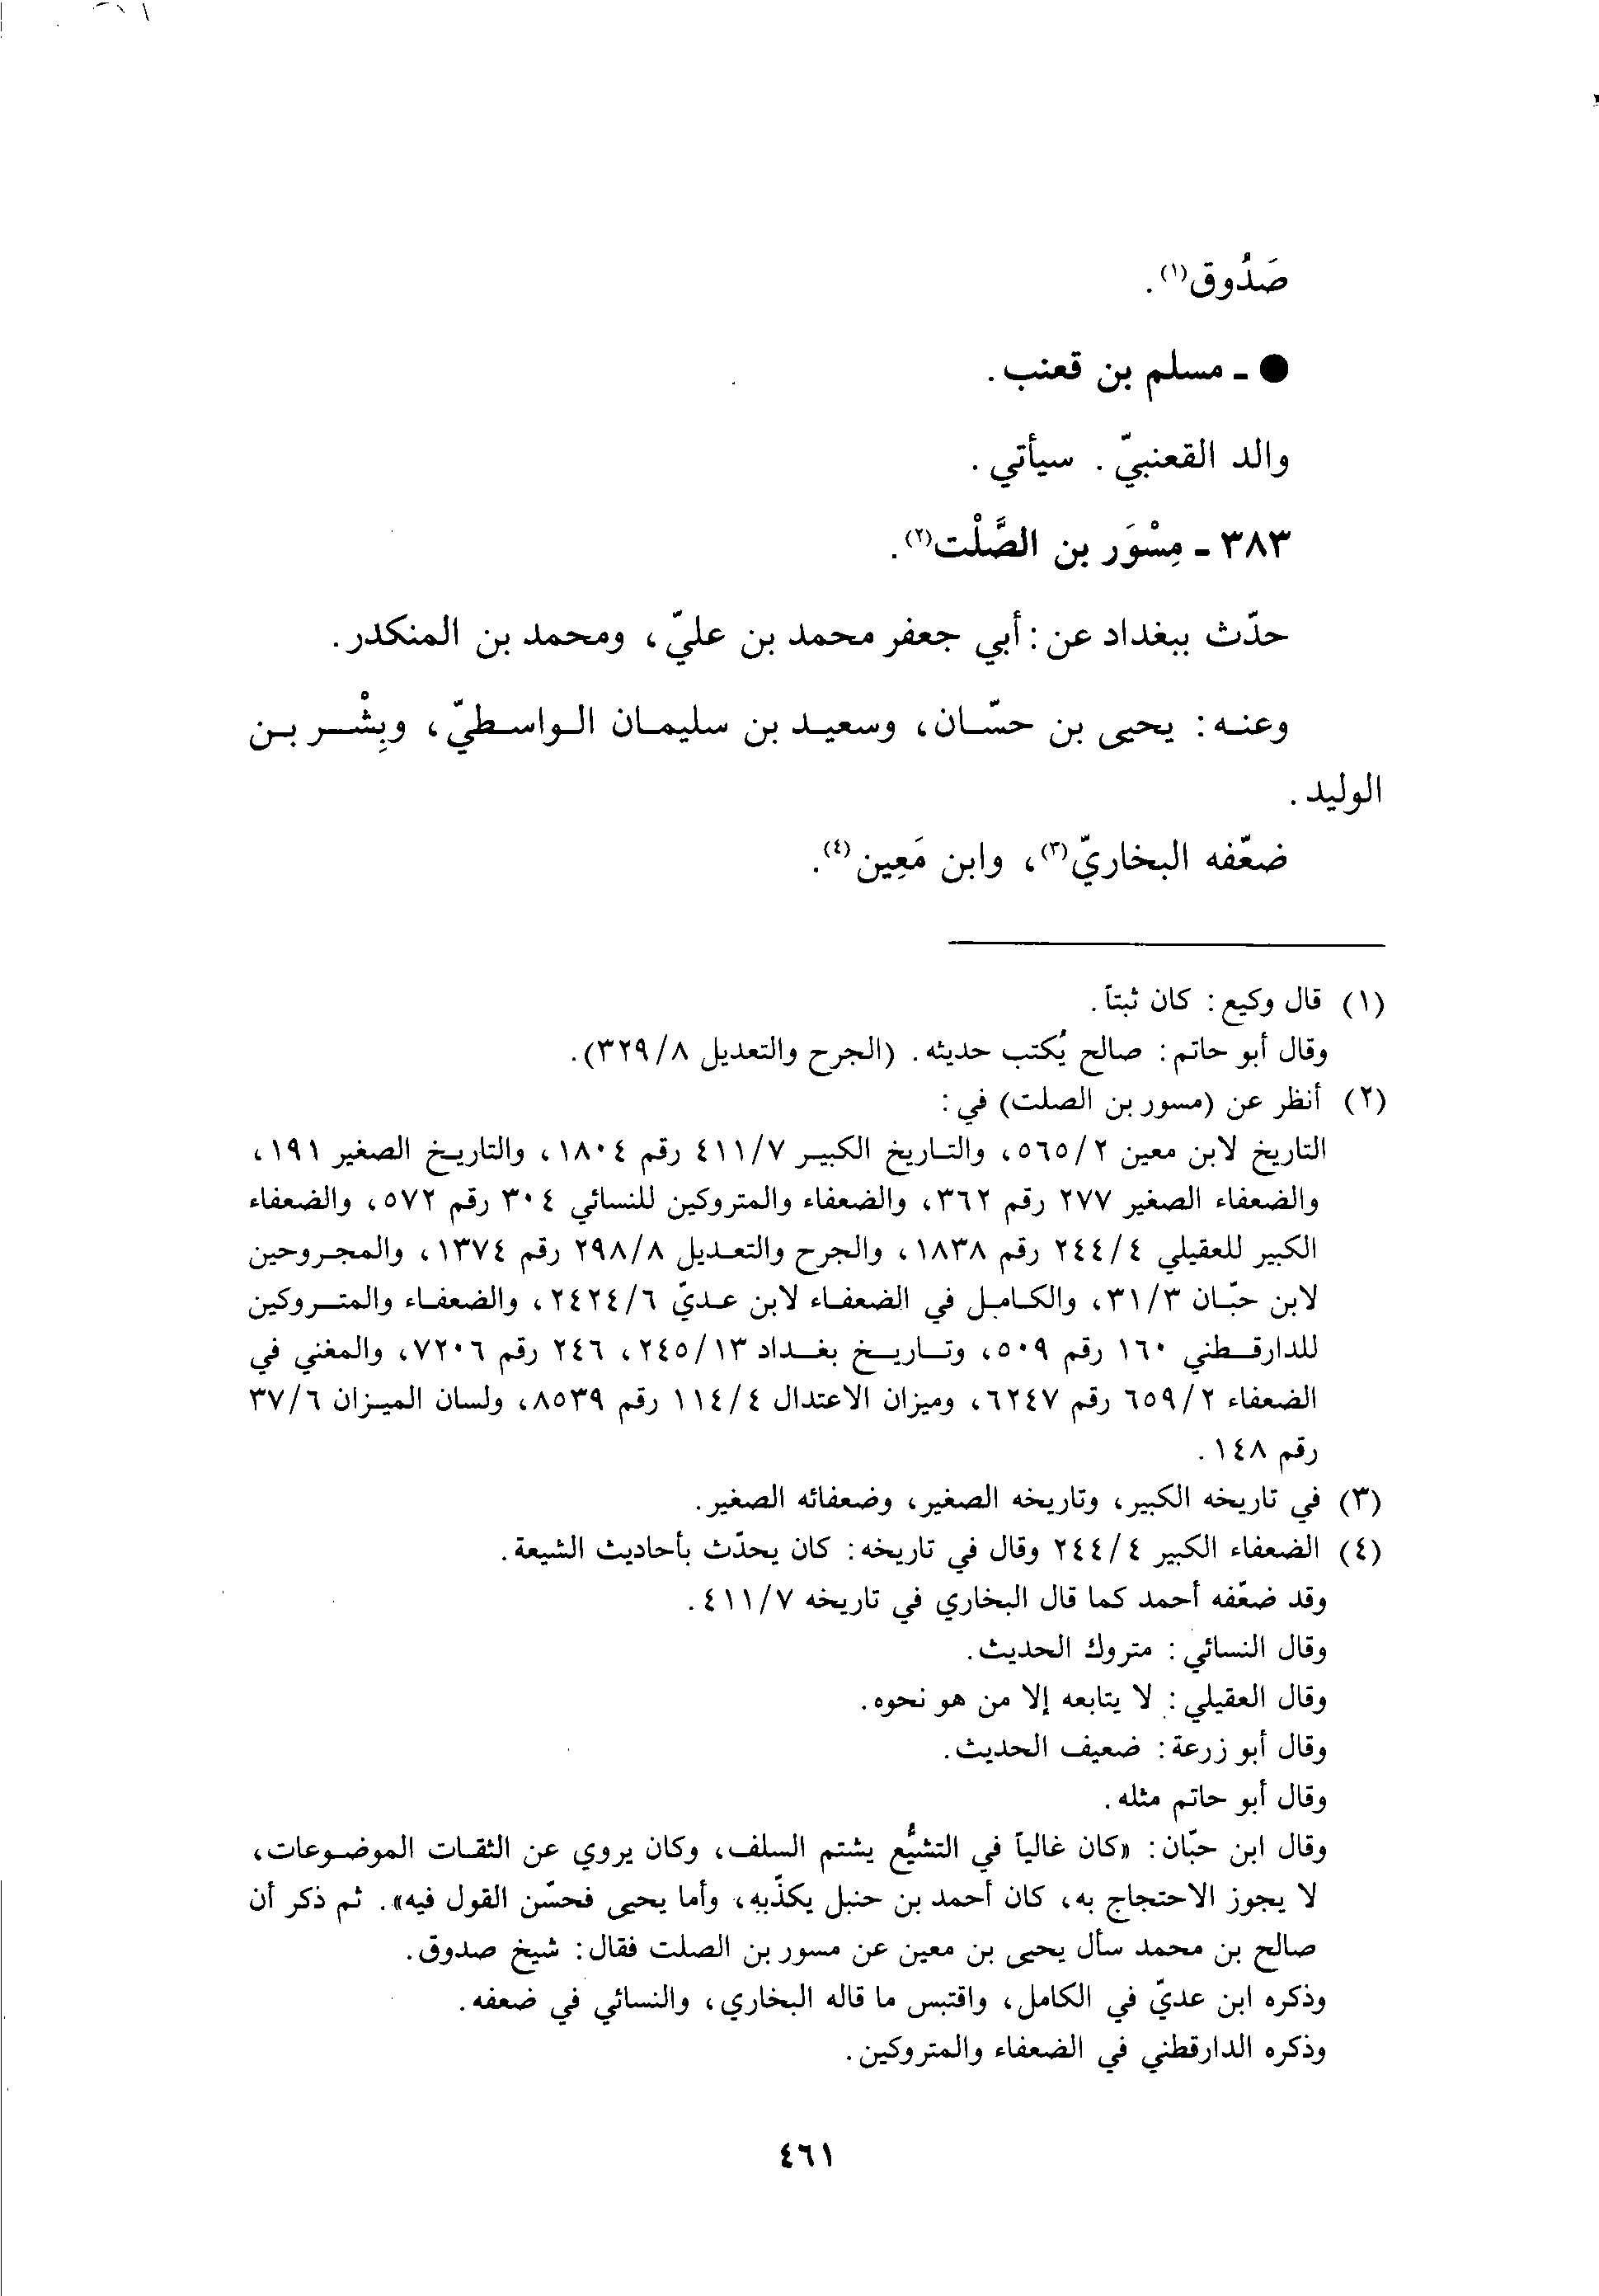 صَدُوق(١).
● ـ مسلم بن قعنب.
والد القعنبيّ. سيأتي.
٣٨٣ ـ مِسْوَر بن الصَّلْت(٢).
حدّث ببغداد عن: أبي جعفر محمد بن عليّ، ومحمد بن المنكدر.
وعنه: يحيى بن حسّان، وسعيد بن سليمان الواسطيّ، وبِشْر بن
الوليد.
ضعّفه البخاريّ(٣)، وابن مَعِين(٤).
(١) قال وكيع: كان ثبتاً.
وقال أبو حاتم: صالح يُكتب حديثه. (الجرح والتعديل ٣٢٩/٨).
(٢) أنظر عن (مسور بن الصلت) في:
التاريخ لابن معين ٥٦٥/٢، والتاريخ الكبير ٤١١/٧ رقم ١٨٠٤، والتاريخ الصغير ١٩١،
والضعفاء الصغير ٢٧٧ رقم ٣٦٢، والضعفاء والمتروكين للنسائي ٣٠٤ رقم ٥٧٢، والضعفاء
الكبير للعقيلي ٢٤٤/٤ رقم ١٨٣٨، والجرح والتعديل ٢٩٨/٨ رقم ١٣٧٤، والمجروحين
لابن حبّان ٣١/٣، والكامل في الضعفاء لابن عديّ ٢٤٢٤/٦، والضعفاء والمتروكين
للدارقطني ١٦٠ رقم ٥٠٩، وتاريخ بغداد ٢٤٥/١٣، ٢٤٦ رقم ٧٢٠٦، والمغني في
الضعفاء ٦٥٩/٢ رقم ٦٢٤٧، وميزان الاعتدال ١١٤/٤ رقم ٨٥٣٩، ولسان الميزان ٣٧/٦
رقم ١٤٨.
(٣) في تاريخه الكبير، وتاريخه الصغير، وضعفائه الصغير.
(٤) الضعفاء الكبير ٢٤٤/٤ وقال في تاريخه: كان يحدّث بأحاديث الشيعة.
وقد ضعّفه أحمد كما قال البخاري في تاريخه ٤١١/٧.
وقال النسائي: متروك الحديث.
وقال العقيلي: لا يتابعه إلا من هو نحوه.
وقال أبو زرعة: ضعيف الحديث.
وقال أبو حاتم مثله.
وقال ابن حبّان: «كان غالياً في التشيُّع يشتم السلف، وكان يروي عن الثقات الموضوعات،
لا يجوز الاحتجاج به، كان أحمد بن حنبل يكذّبه، وأما يحيى فحسّن القول فيه». ثم ذكر أن
صالح بن محمد سأل يحيى بن معين عن مسور بن الصلت فقال: شيخ صدوق.
وذكره ابن عديّ في الكامل، واقتبس ما قاله البخاري، والنسائي في ضعفه.
وذكره الدارقطني في الضعفاء والمتروكين.
٤٦١